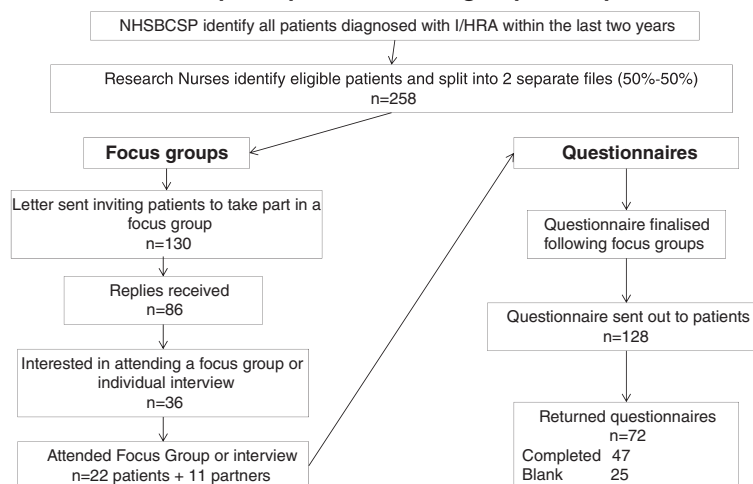 NHSBCSP identify all patients diagnosed with I/HRA within the last two years
Research Nurses identify eligible patients and split into 2 separate files (50%-50%)
n=258
Focus groups
Letter sent inviting patients to take part in a
focus group
n=130
Replies received
n=86
Interested in attending a focus group or
individual interview
n=36
Attended Focus Group or interview
n=22 patients + 11 partners
Questionnaires
Questionnaire finalised
following focus groups
Questionnaire sent out to patients
n=128
Returned questionnaires
n=72
Completed 47
Blank 25